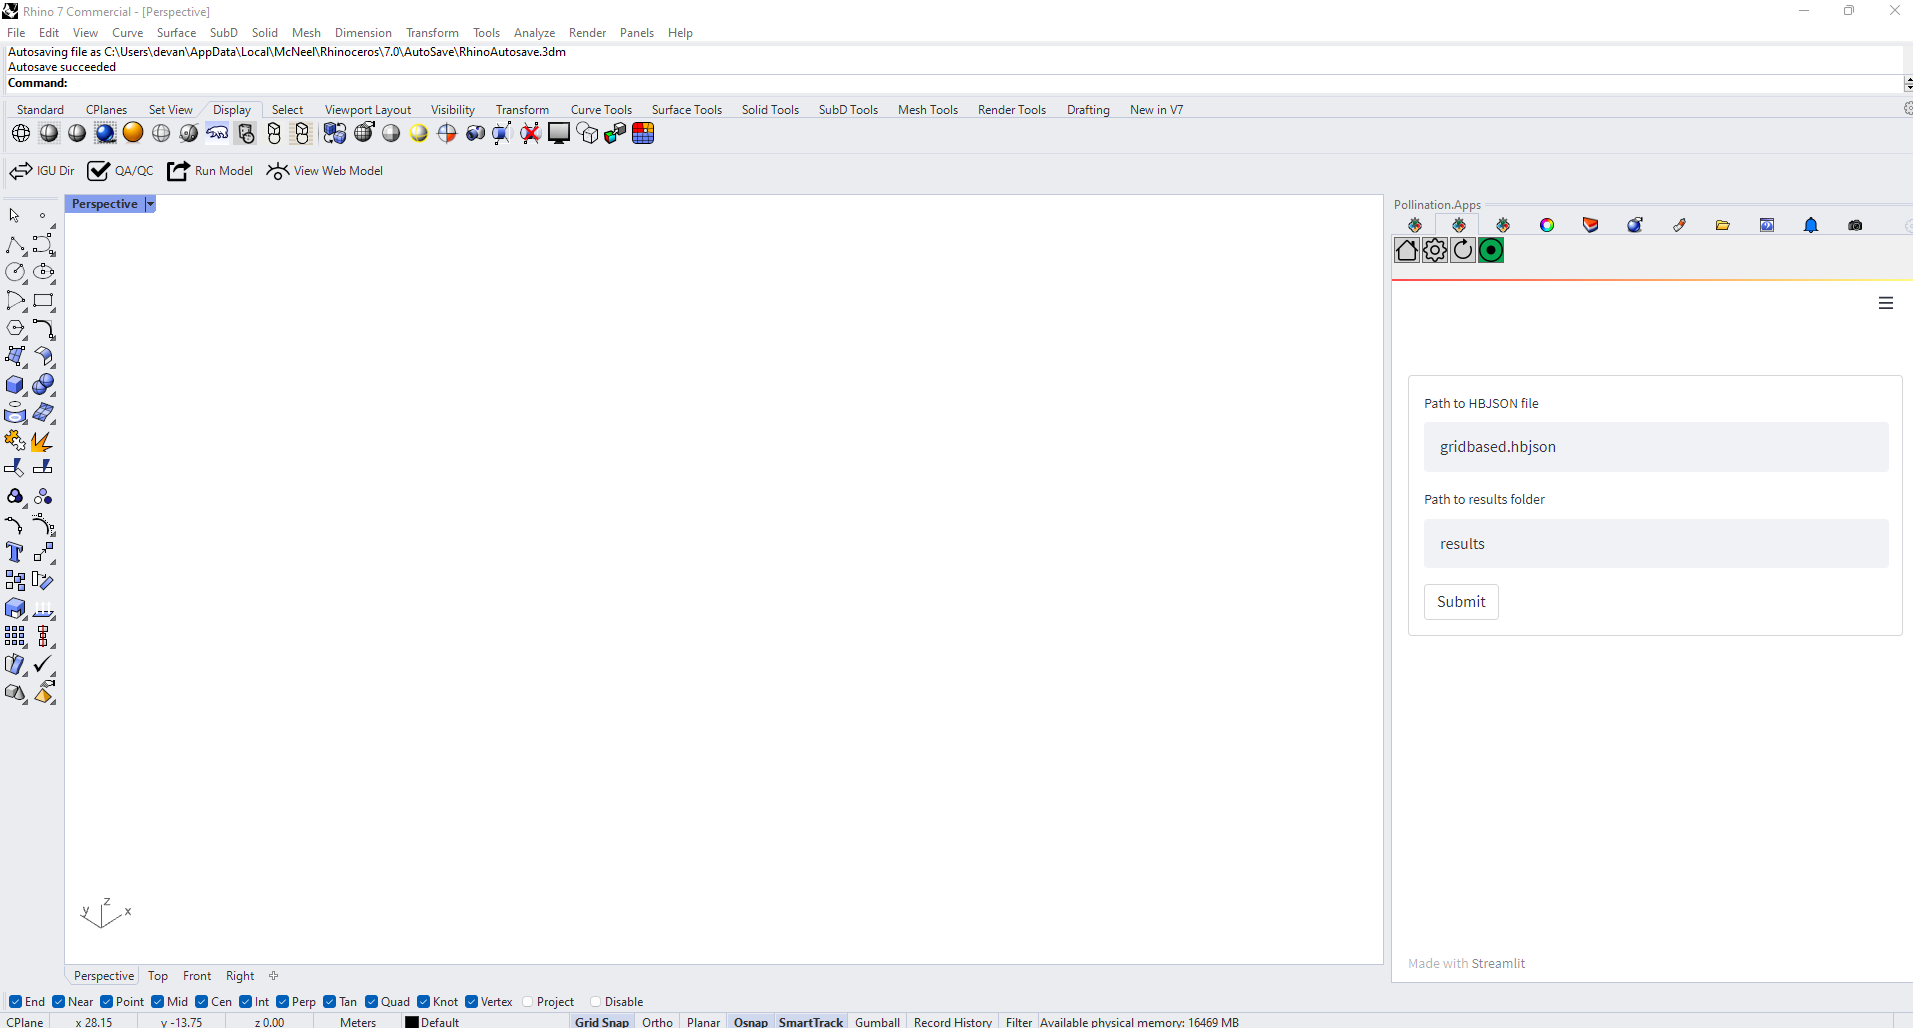 Rhino 7 Commercial - [Perspective]
File Edit View Curve Surface SubD Solid Mesh Dimension Transform Tools Analyze Render Panels Help
Autosaving file as C:\Users\devan\AppData\Local\McNeel\Rhinoceros\7.0\AutoSave\RhinoAutosave.3dm
Autosave succeeded
Command:
Standard CPlanes Set View Display Select Viewport Layout Visibility Transform Curve Tools Surface Tools Solid Tools SubD Tools Mesh Tools Render Tools Drafting New in V7
IGU Dir QA/QC Run Model View Web Model
Perspective
Pollination.Apps
Path to HBJSON file
gridbased.hbjson
Path to results folder
results
Submit
z
y x
Made with Streamlit
Perspective Top Front Right
End Near Point Mid Cen Int Perp Tan Quad Knot Vertex Project Disable
CPlane x 28.15 y -13.75 z 0.00 Meters Default Grid Snap Ortho Planar Osnap SmartTrack Gumball Record History Filter Available physical memory: 16469 MB